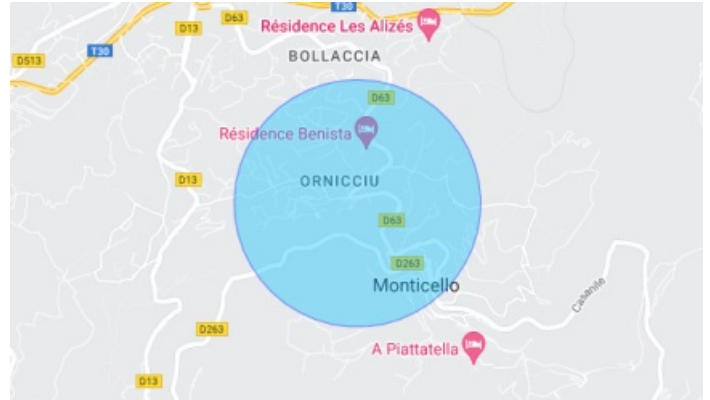 D63
Résidence Les Alizés
D13
T30
T30
BOLLACCIA
D513
D63
Résidence Benista
D13
ORNICCIU
D63
D263
Monticello
Casanile
D263
A Piattatella
D13